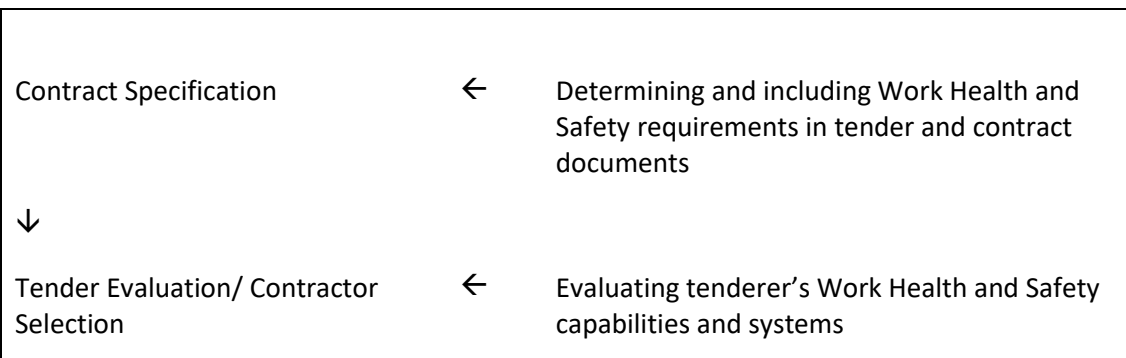 Contract Specification ← Determining and including Work Health and
Safety requirements in tender and contract
documents
↓
Tender Evaluation/ Contractor ← Evaluating tenderer’s Work Health and Safety
Selection capabilities and systems